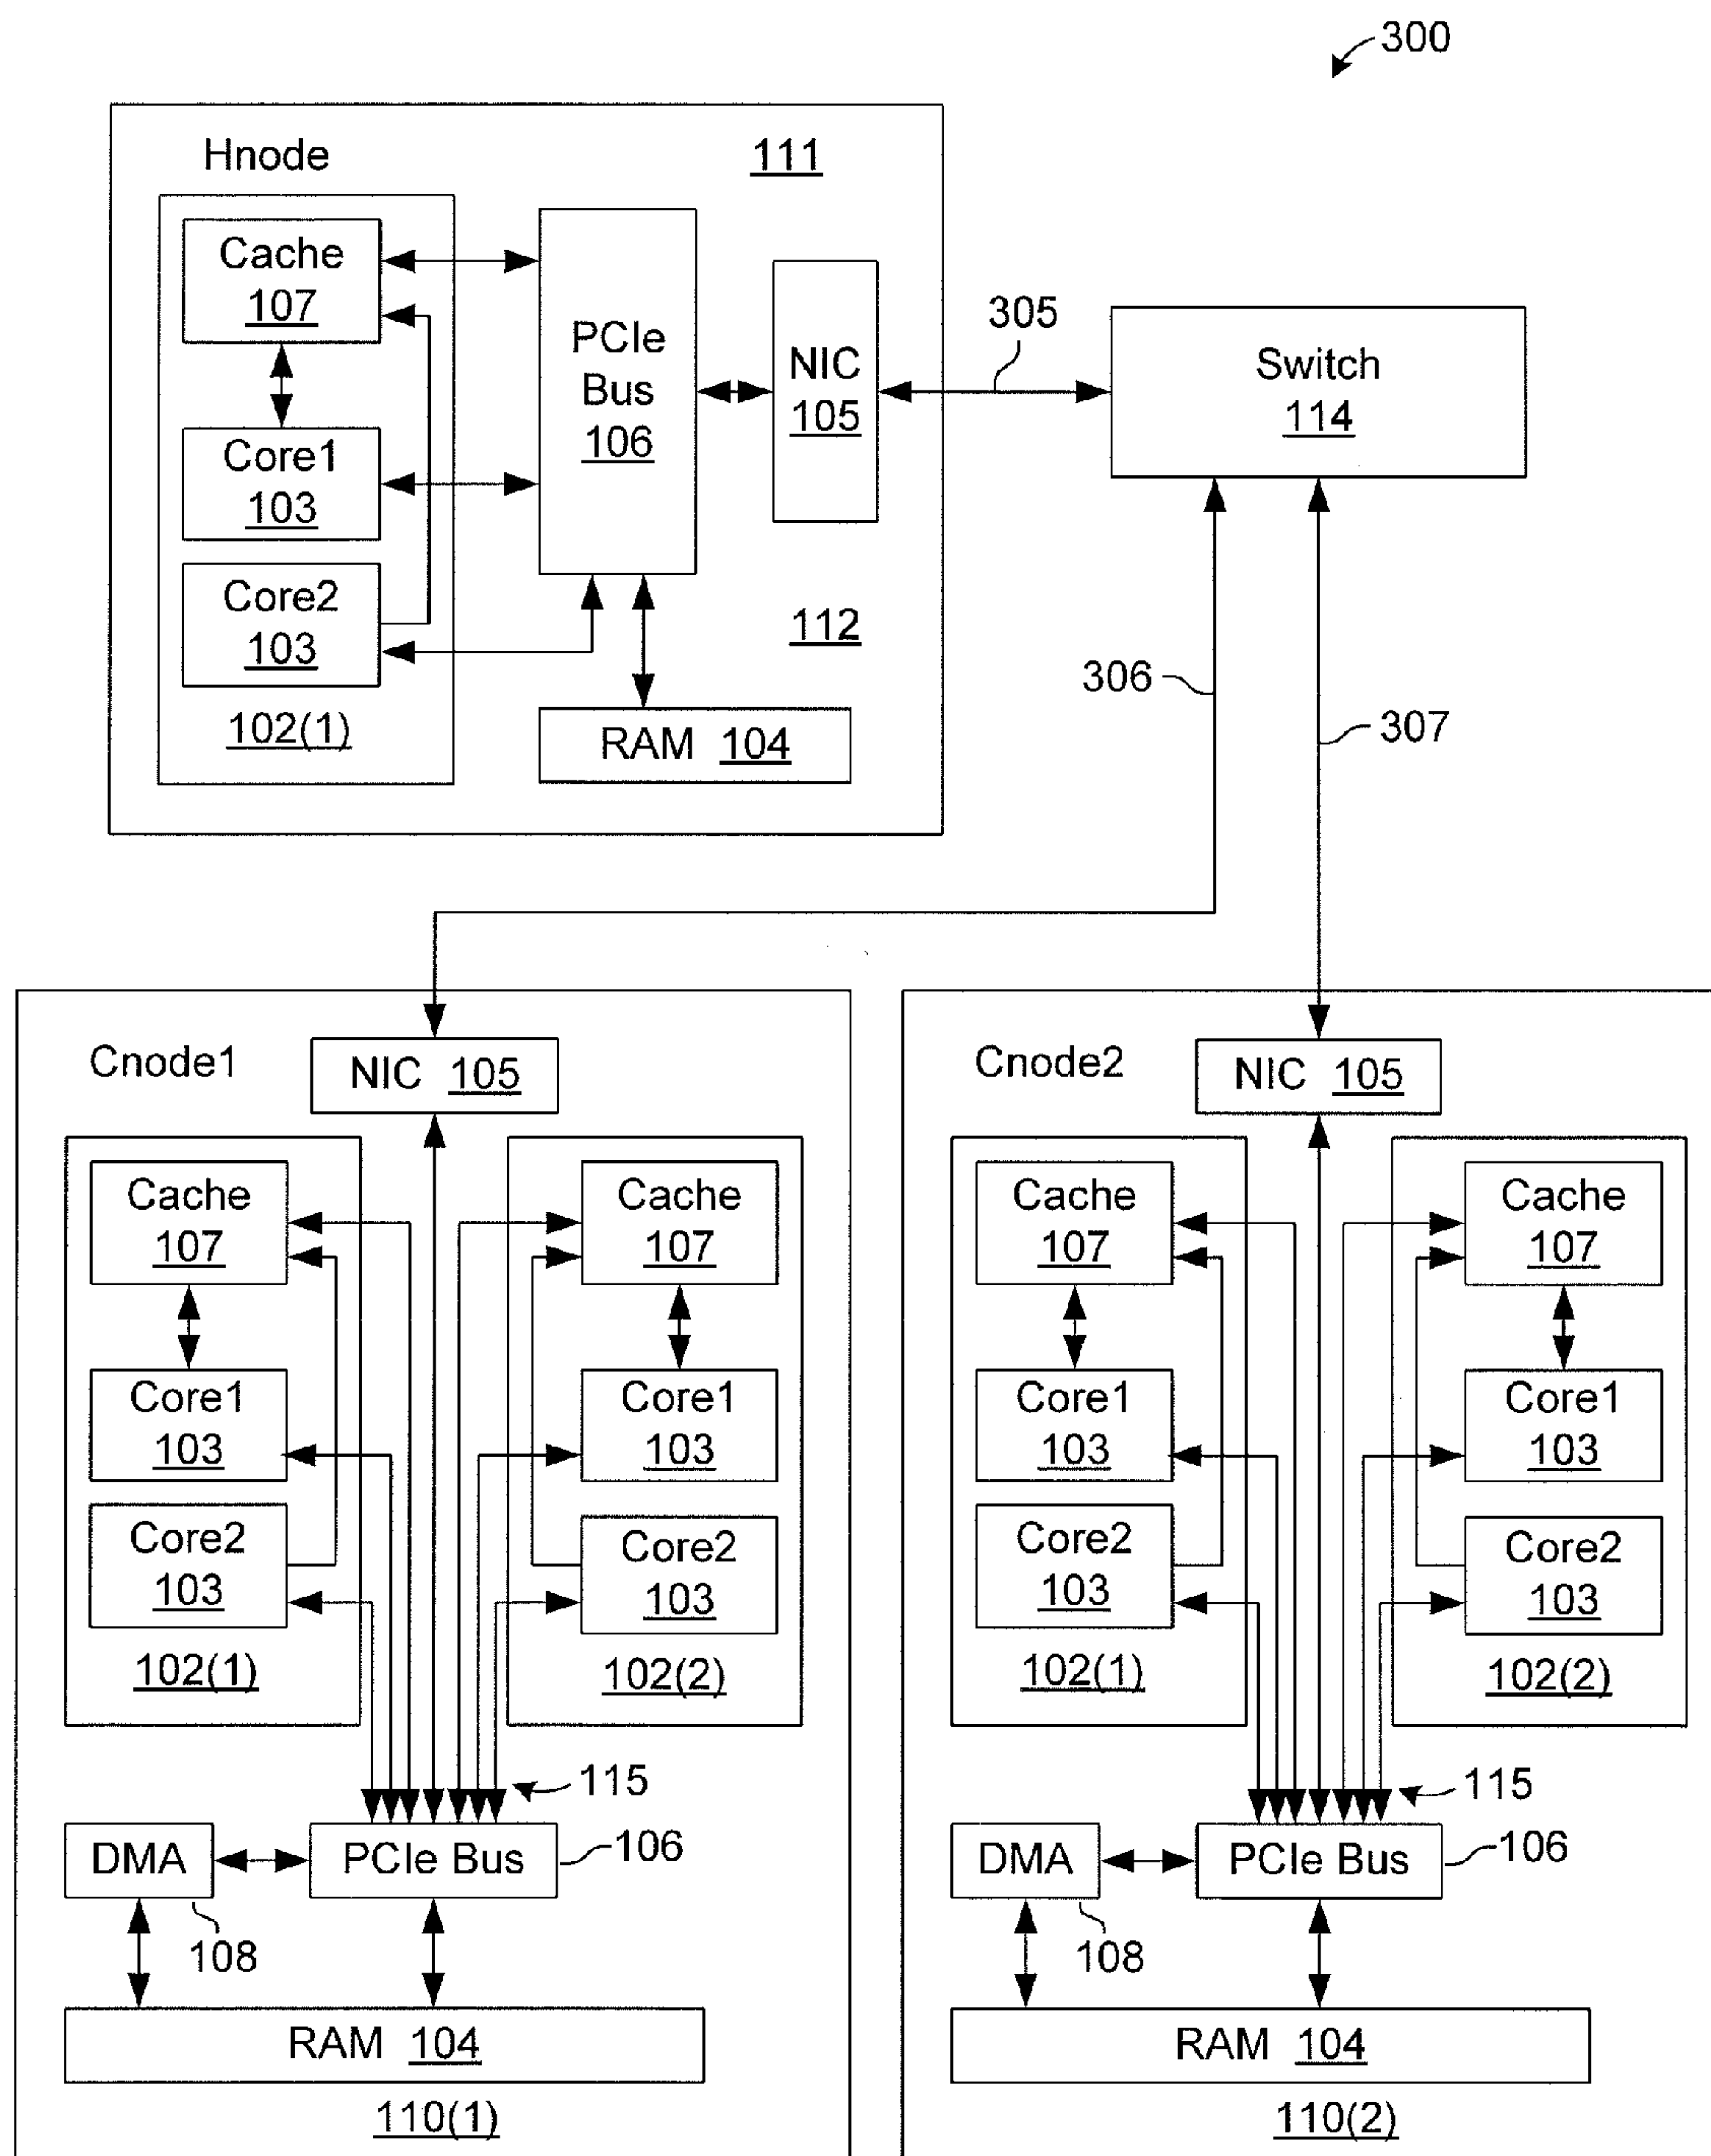 300
Hnode
111
Cache
107
PCIe
Bus
106
NIC
105
305
Switch
114
Core1
103
Core2
103
112
102(1)
RAM 104
306
307
Cnode1
NIC 105
Cache
107
Cache
107
Core1
103
Core1
103
Core2
103
Core2
103
102(1)
102(2)
115
DMA
PCIe Bus
106
108
RAM 104
110(1)
Cnode2
NIC 105
Cache
107
Cache
107
Core1
103
Core1
103
Core2
103
Core2
103
102(1)
102(2)
115
DMA
PCIe Bus
106
108
RAM 104
110(2)